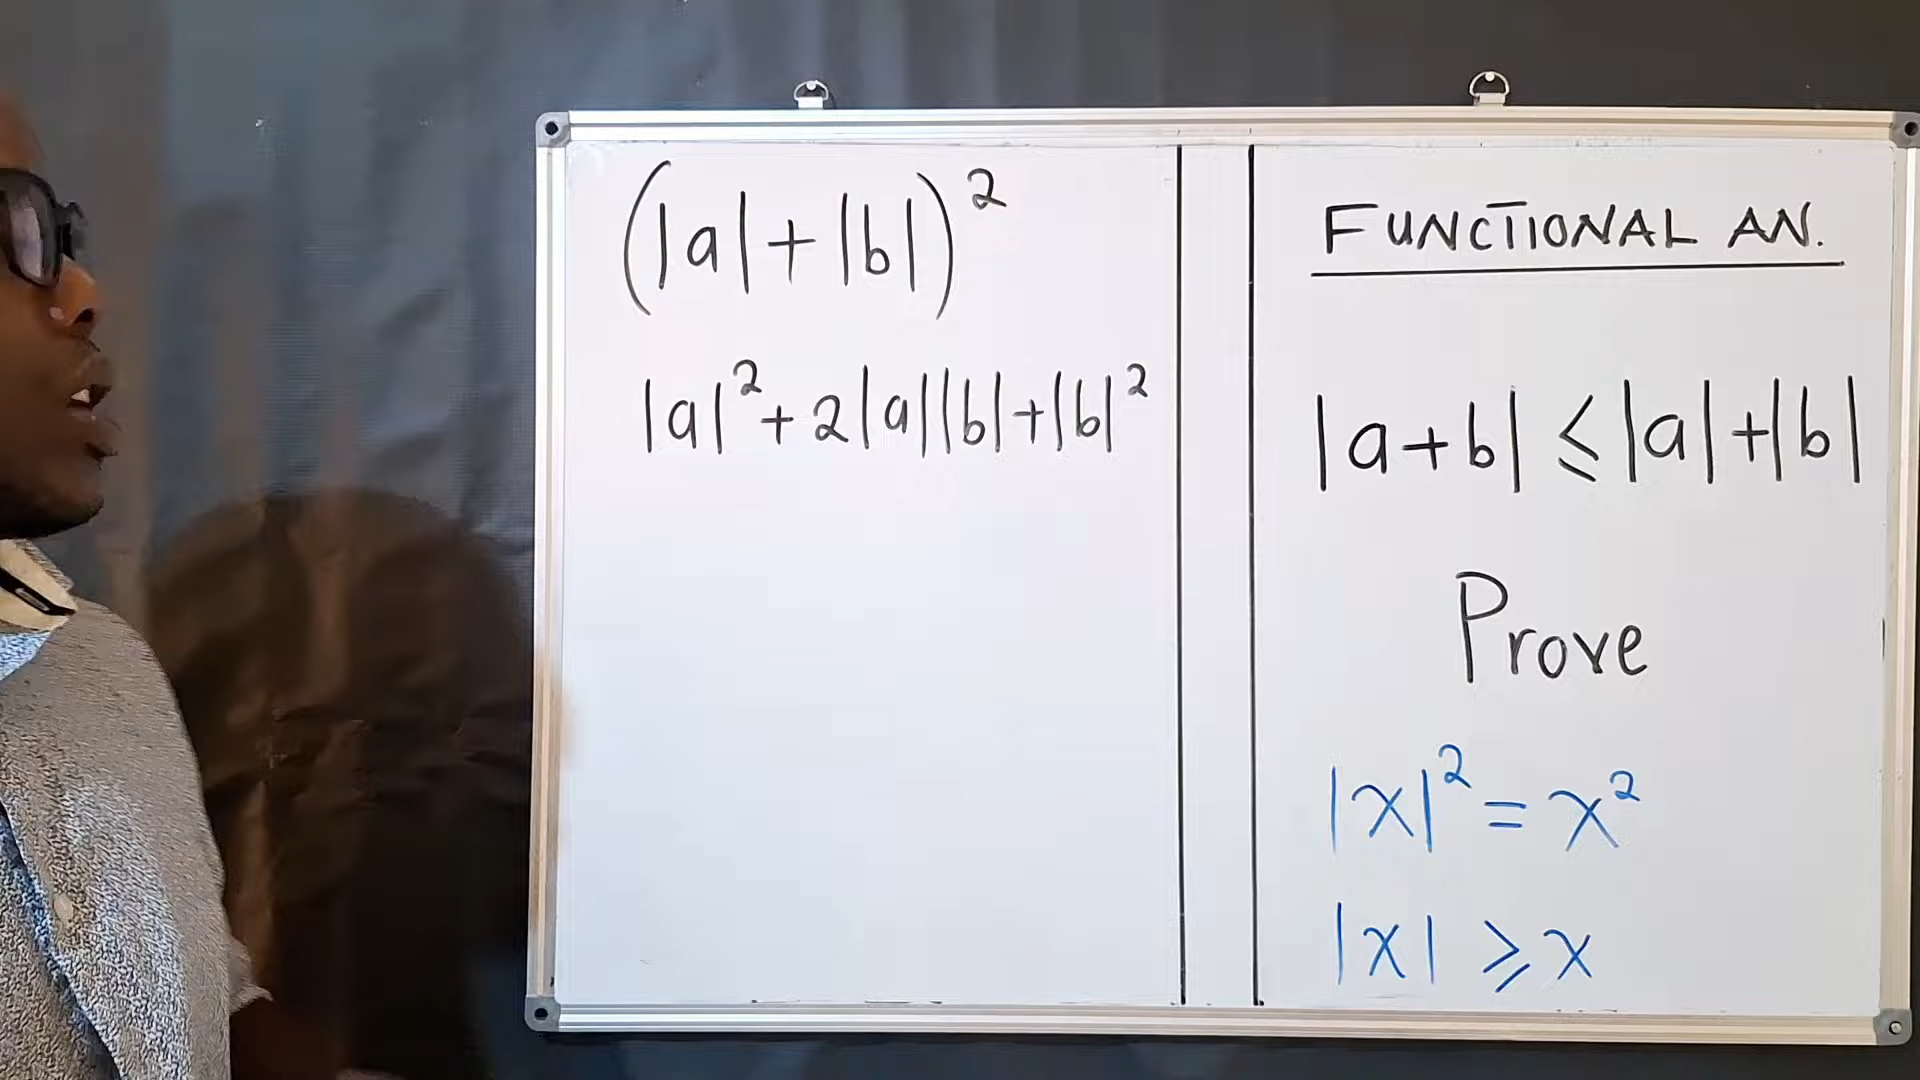 (|a|+|b|)²
|a|²+2|a||b|+|b|²
FUNCTIONAL AN.
|a+b| ⩽ |a|+|b|
Prove
|x|² = x²
|x| ⩾ x